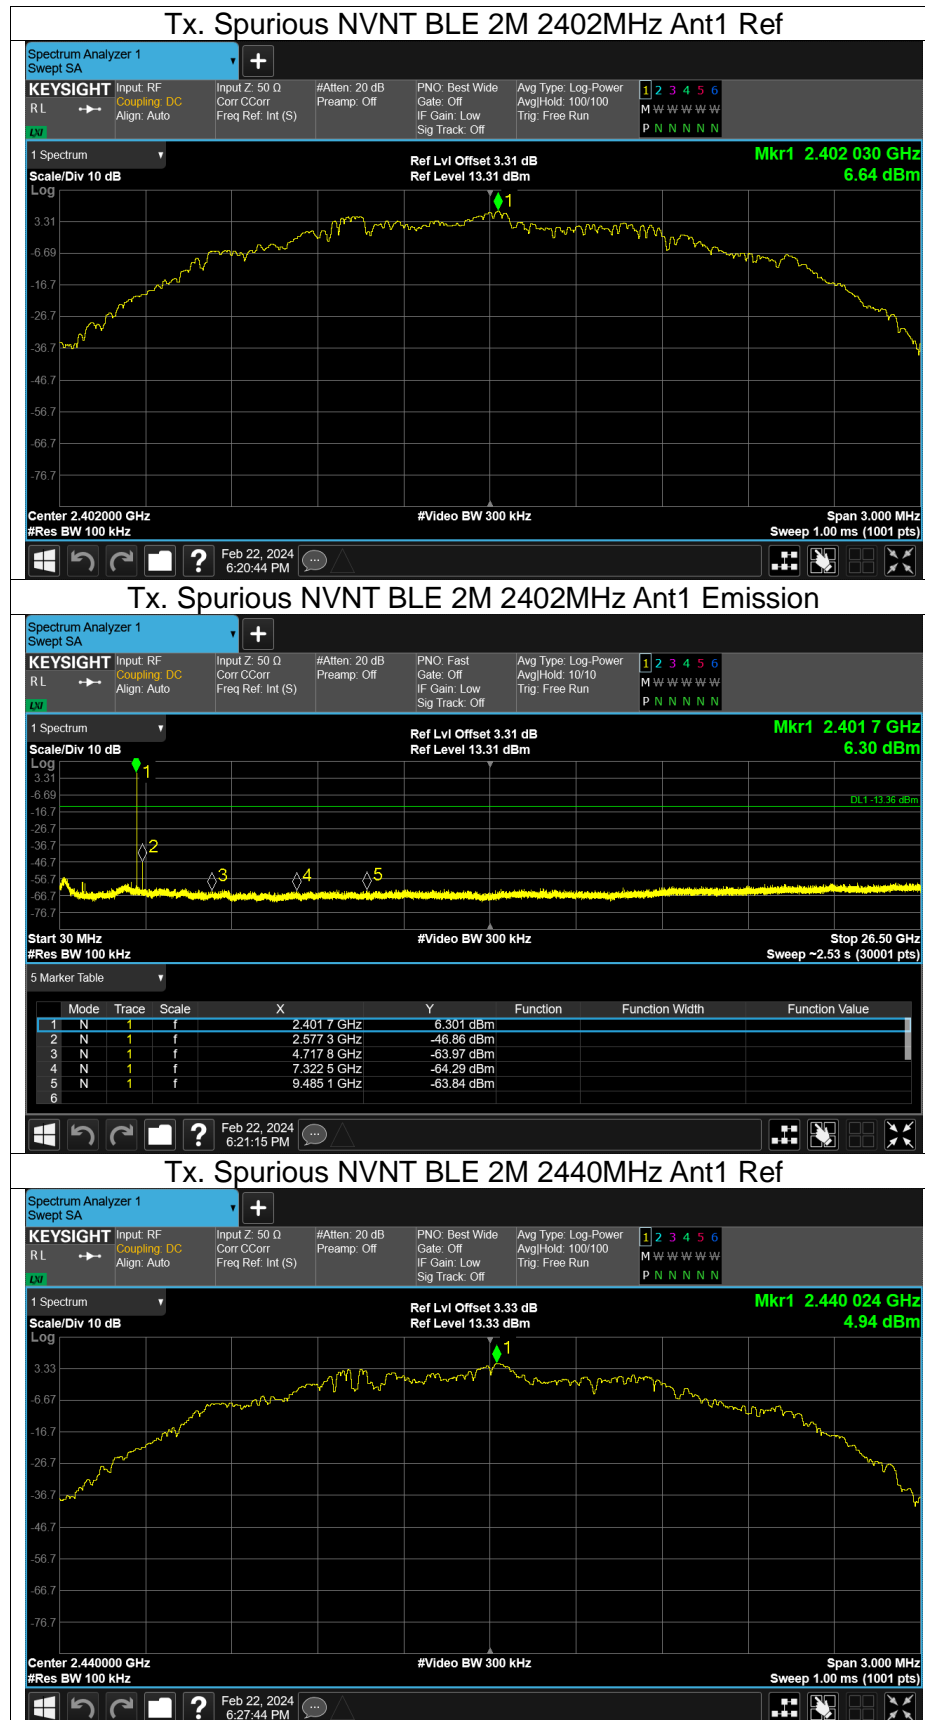 Tx. Spurious NVNT BLE 2M 2402MHz Ant1 Ref
Spectrum Analyzer 1
Swept SA
KEYSIGHT Input: RF Input Z: 50 Ω #Atten: 20 dB PNO: Best Wide Avg Type: Log-Power 1 2 3 4 5 6
RL Coupling: DC Corr CCorr Preamp: Off Gate: Off Avg|Hold: 100/100 M W W W W W
Align: Auto Freq Ref: Int (S) IF Gain: Low Trig: Free Run
LXI Sig Track: Off P N N N N N
1 Spectrum Ref Lvl Offset 3.31 dB Mkr1 2.402 030 GHz
Scale/Div 10 dB Ref Level 13.31 dBm 6.64 dBm
Log
1
3.31
-6.69
-16.7
-26.7
-36.7
-46.7
-56.7
-66.7
-76.7
Center 2.402000 GHz #Video BW 300 kHz Span 3.000 MHz
#Res BW 100 kHz Sweep 1.00 ms (1001 pts)
? Feb 22, 2024
6:20:44 PM
Tx. Spurious NVNT BLE 2M 2402MHz Ant1 Emission
Spectrum Analyzer 1
Swept SA
KEYSIGHT Input: RF Input Z: 50 Ω #Atten: 20 dB PNO: Fast Avg Type: Log-Power 1 2 3 4 5 6
RL Coupling: DC Corr CCorr Preamp: Off Gate: Off Avg|Hold: 10/10 M W W W W W
Align: Auto Freq Ref: Int (S) IF Gain: Low Trig: Free Run
LXI Sig Track: Off P N N N N N
1 Spectrum Ref Lvl Offset 3.31 dB Mkr1 2.401 7 GHz
Scale/Div 10 dB Ref Level 13.31 dBm 6.30 dBm
Log
1
3.31
-6.69
DL1 -13.36 dBm
-16.7
-26.7
-36.7
2
-46.7
-56.7
3 4 5
-66.7
-76.7
Start 30 MHz #Video BW 300 kHz Stop 26.50 GHz
#Res BW 100 kHz Sweep ~2.53 s (30001 pts)
5 Marker Table
Mode Trace Scale X Y Function Function Width Function Value
1 N 1 f 2.401 7 GHz 6.301 dBm
2 N 1 f 2.577 3 GHz -46.86 dBm
3 N 1 f 4.717 8 GHz -63.97 dBm
4 N 1 f 7.322 5 GHz -64.29 dBm
5 N 1 f 9.485 1 GHz -63.84 dBm
6
? Feb 22, 2024
6:21:15 PM
Tx. Spurious NVNT BLE 2M 2440MHz Ant1 Ref
Spectrum Analyzer 1
Swept SA
KEYSIGHT Input: RF Input Z: 50 Ω #Atten: 20 dB PNO: Best Wide Avg Type: Log-Power 1 2 3 4 5 6
RL Coupling: DC Corr CCorr Preamp: Off Gate: Off Avg|Hold: 100/100 M W W W W W
Align: Auto Freq Ref: Int (S) IF Gain: Low Trig: Free Run
LXI Sig Track: Off P N N N N N
1 Spectrum Ref Lvl Offset 3.33 dB Mkr1 2.440 024 GHz
Scale/Div 10 dB Ref Level 13.33 dBm 4.94 dBm
Log
1
3.33
-6.67
-16.7
-26.7
-36.7
-46.7
-56.7
-66.7
-76.7
Center 2.440000 GHz #Video BW 300 kHz Span 3.000 MHz
#Res BW 100 kHz Sweep 1.00 ms (1001 pts)
? Feb 22, 2024
6:27:44 PM